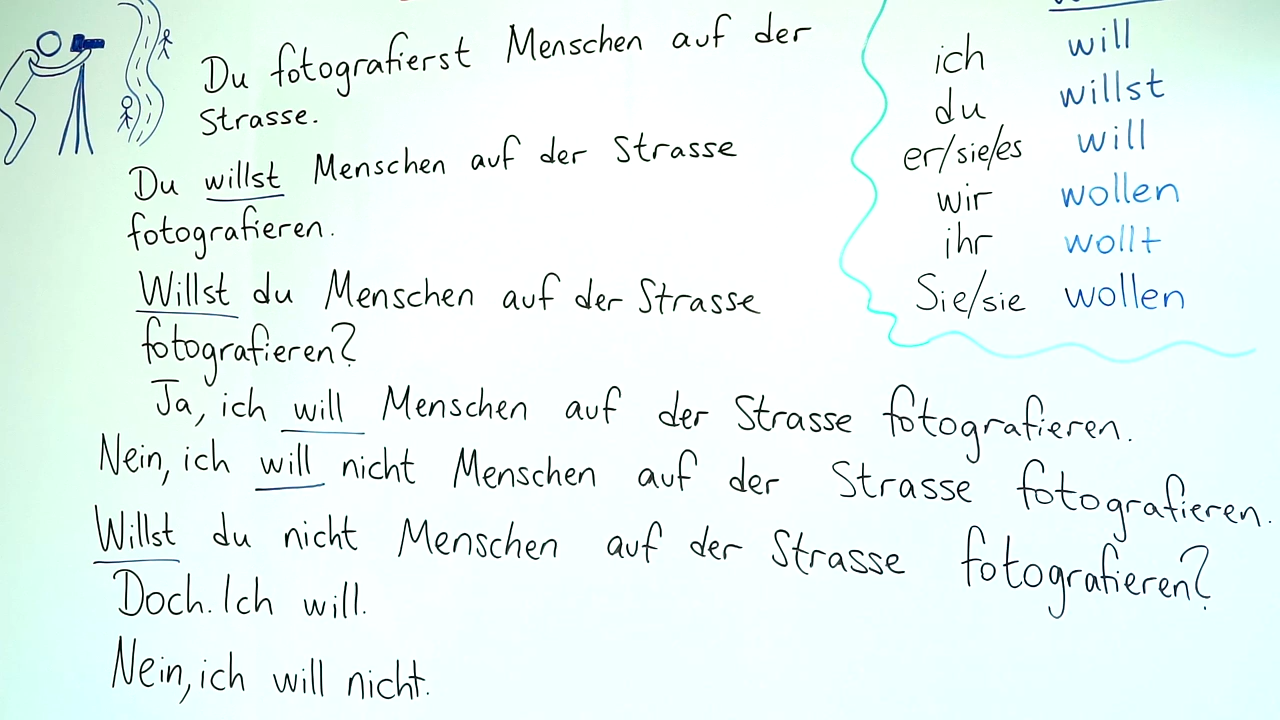 Du fotografierst Menschen auf der
Strasse.
Du willst Menschen auf der Strasse
fotografieren.
Willst du Menschen auf der Strasse
fotografieren?
Ja, ich will Menschen auf der Strasse fotografieren.
Nein, ich will nicht Menschen auf der Strasse fotografieren.
Willst du nicht Menschen auf der Strasse fotografieren?
Doch. Ich will.
Nein, ich will nicht.
ich will
du willst
er/sie/es will
wir wollen
ihr wollt
Sie/sie wollen